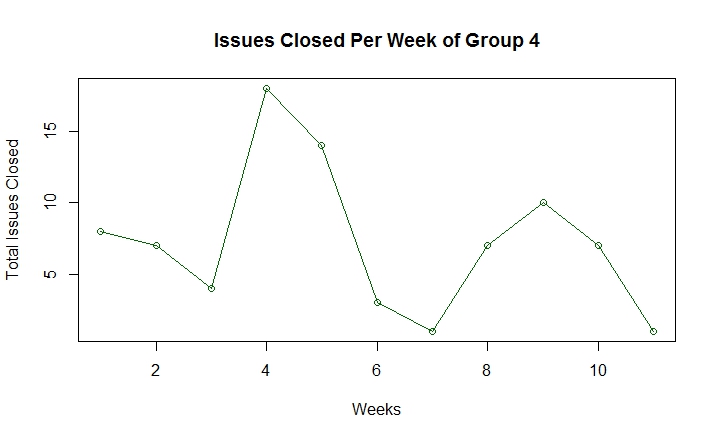 Issues Closed Per Week of Group 4
Total Issues Closed
15
10
5
2 4 6 8 10
Weeks